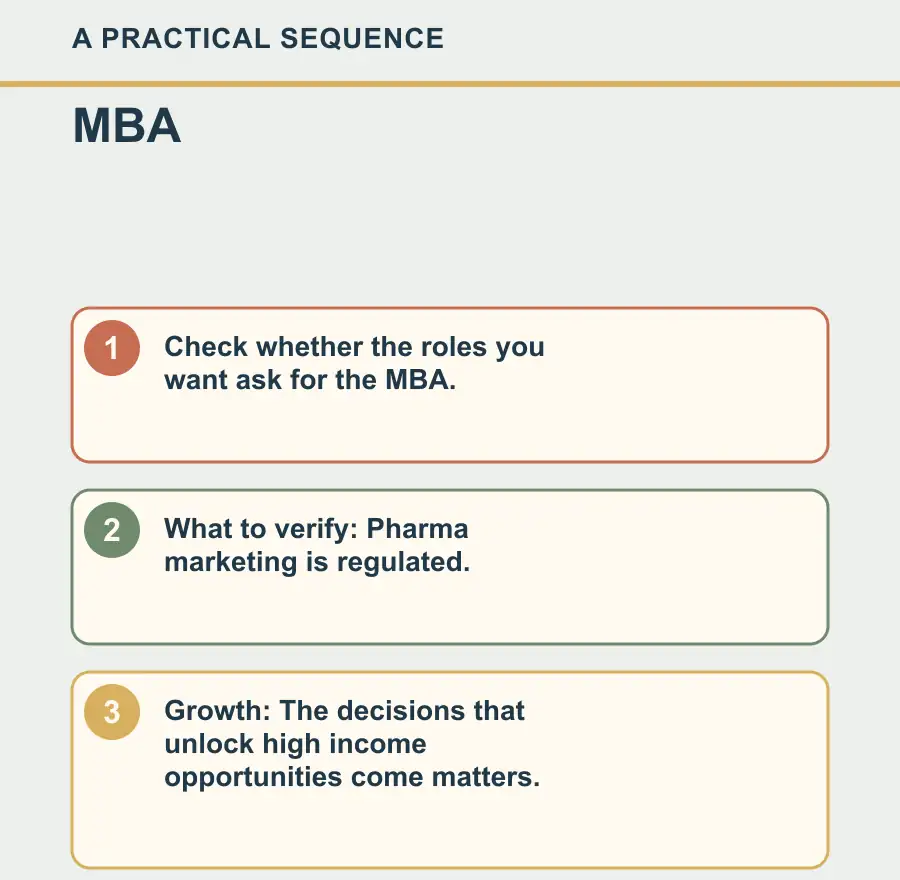 A PRACTICAL SEQUENCE
MBA
1
Check whether the roles you
want ask for the MBA.
2
What to verify: Pharma
marketing is regulated.
3
Growth: The decisions that
unlock high income
opportunities come matters.